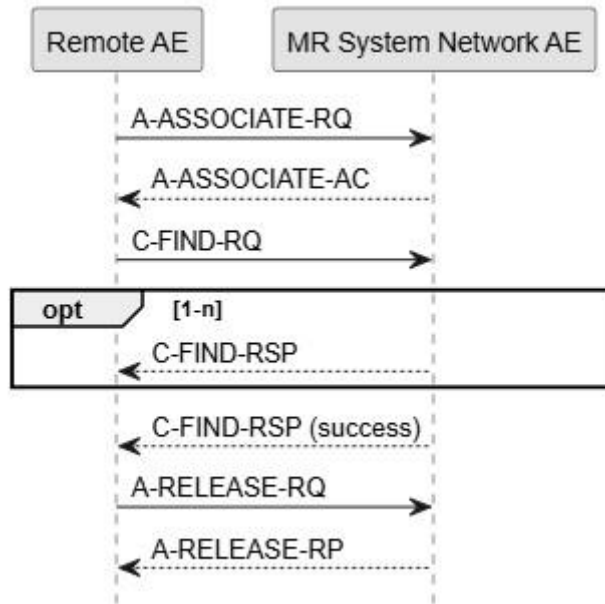 Remote AE
MR System Network AE
A-ASSOCIATE-RQ
A-ASSOCIATE-AC
C-FIND-RQ
opt [1-n]
C-FIND-RSP
C-FIND-RSP (success)
A-RELEASE-RQ
A-RELEASE-RP